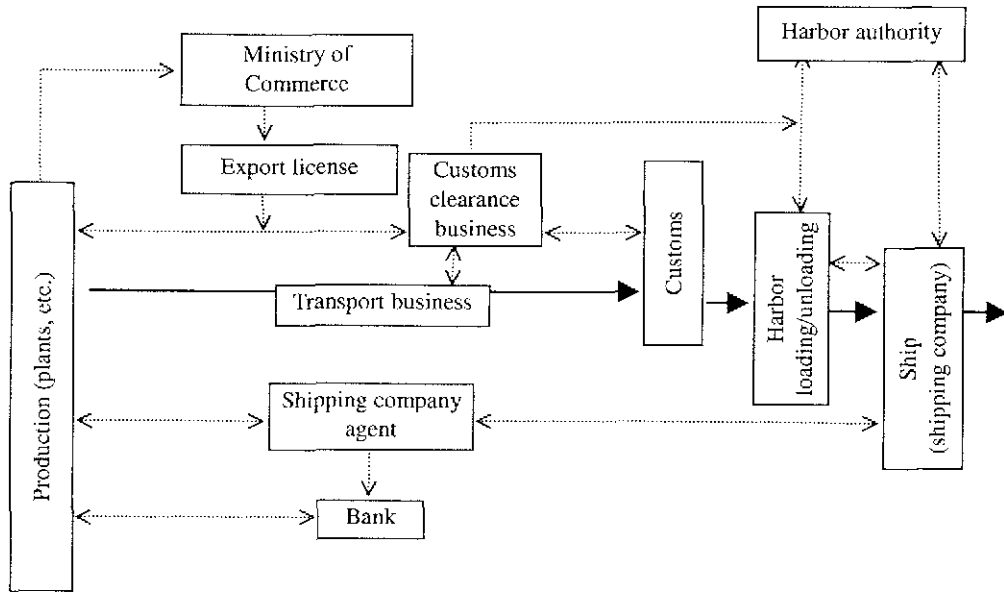 Ministry of
Commerce
Harbor authority
Export license
Customs
clearance
business
Production (plants, etc.)
Transport business
Customs
Harbor
loading/unloading
Ship
(shipping company)
Shipping company
agent
Bank